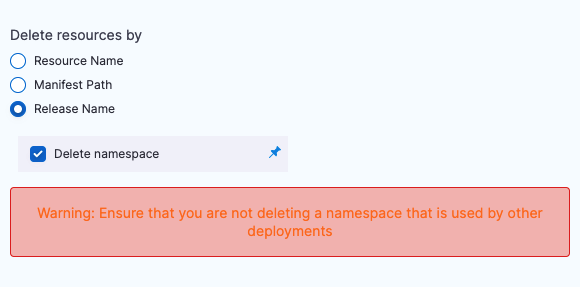 Delete resources by
Resource Name
Manifest Path
Release Name
Delete namespace
Warning: Ensure that you are not deleting a namespace that is used by other
deployments